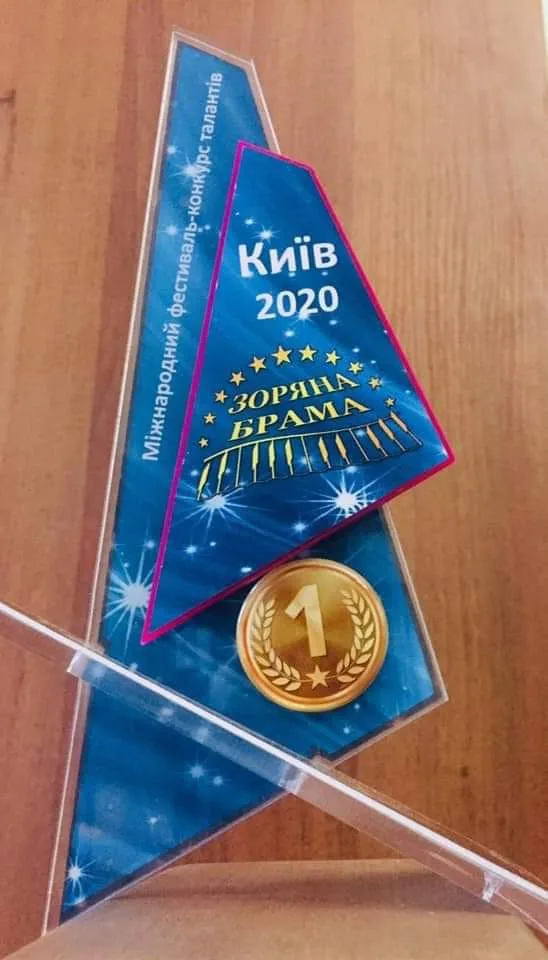 Міжнародний фестиваль-конкурс талантів
Київ
2020
ЗОРЯНА
БРАМА
1